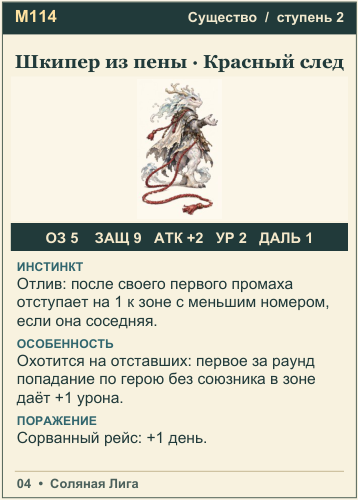 M114 Существо / ступень 2
Шкипер из пены · Красный след
ОЗ 5 ЗАЩ 9 АТК +2 УР 2 ДАЛЬ 1
ИНСТИНКТ
Отлив: после своего первого промаха
отступает на 1 к зоне с меньшим номером,
если она соседняя.
ОСОБЕННОСТЬ
Охотится на отставших: первое за раунд
попадание по герою без союзника в зоне
даёт +1 урона.
ПОРАЖЕНИЕ
Сорванный рейс: +1 день.
04 • Соляная Лига